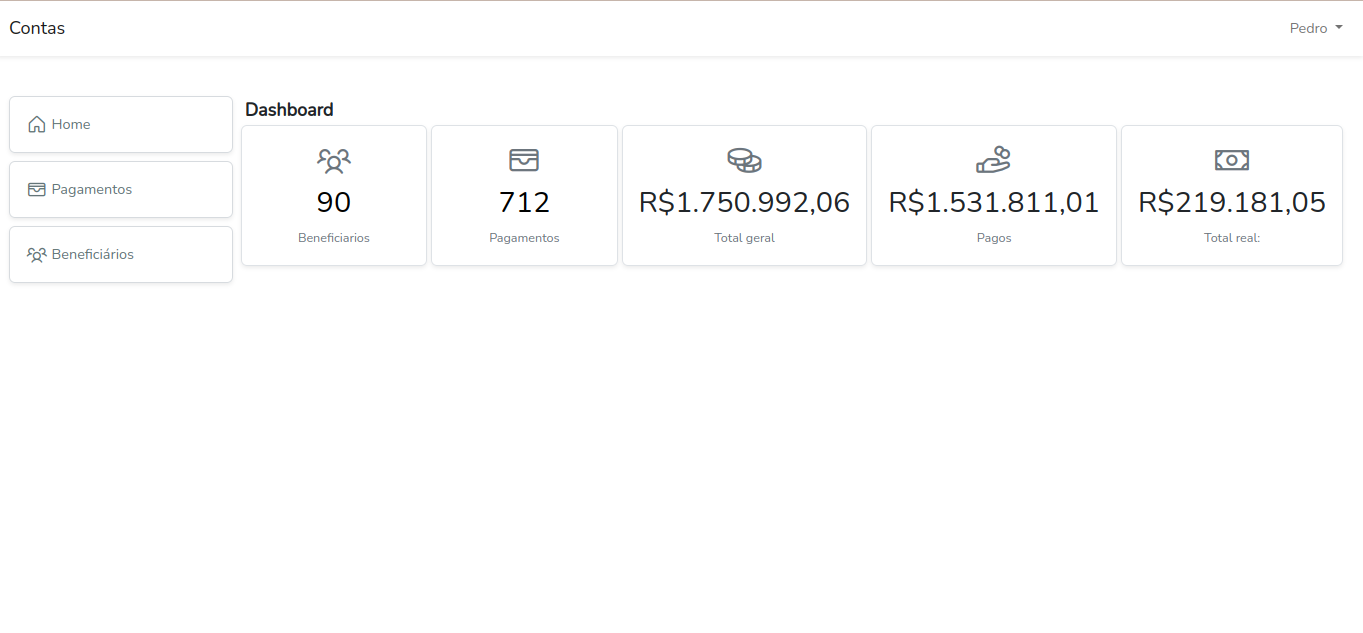 Contas
Pedro
Home
Pagamentos
Beneficiários
Dashboard
90
Beneficiarios
712
Pagamentos
R$1.750.992,06
Total geral
R$1.531.811,01
Pagos
R$219.181,05
Total real: